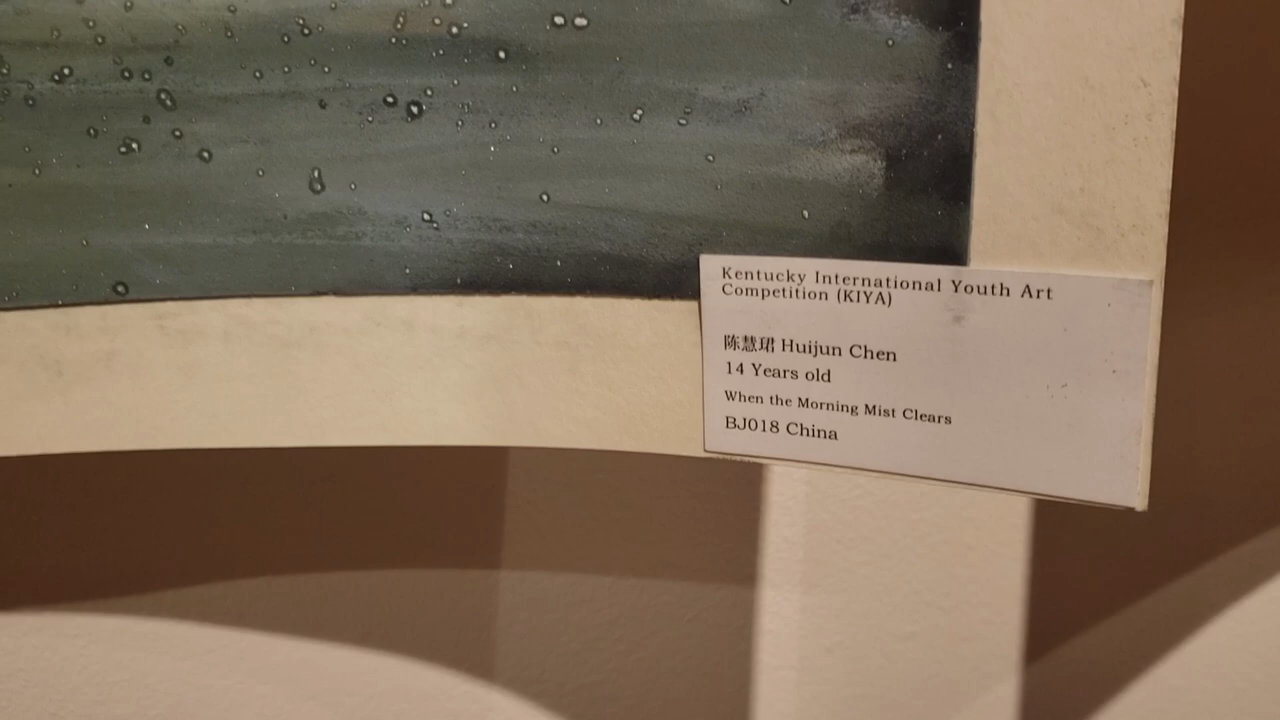 Kentucky International Youth Art
Competition (KIYA)
陈慧珺 Huijun Chen
14 Years old
When the Morning Mist Clears
BJ018 China